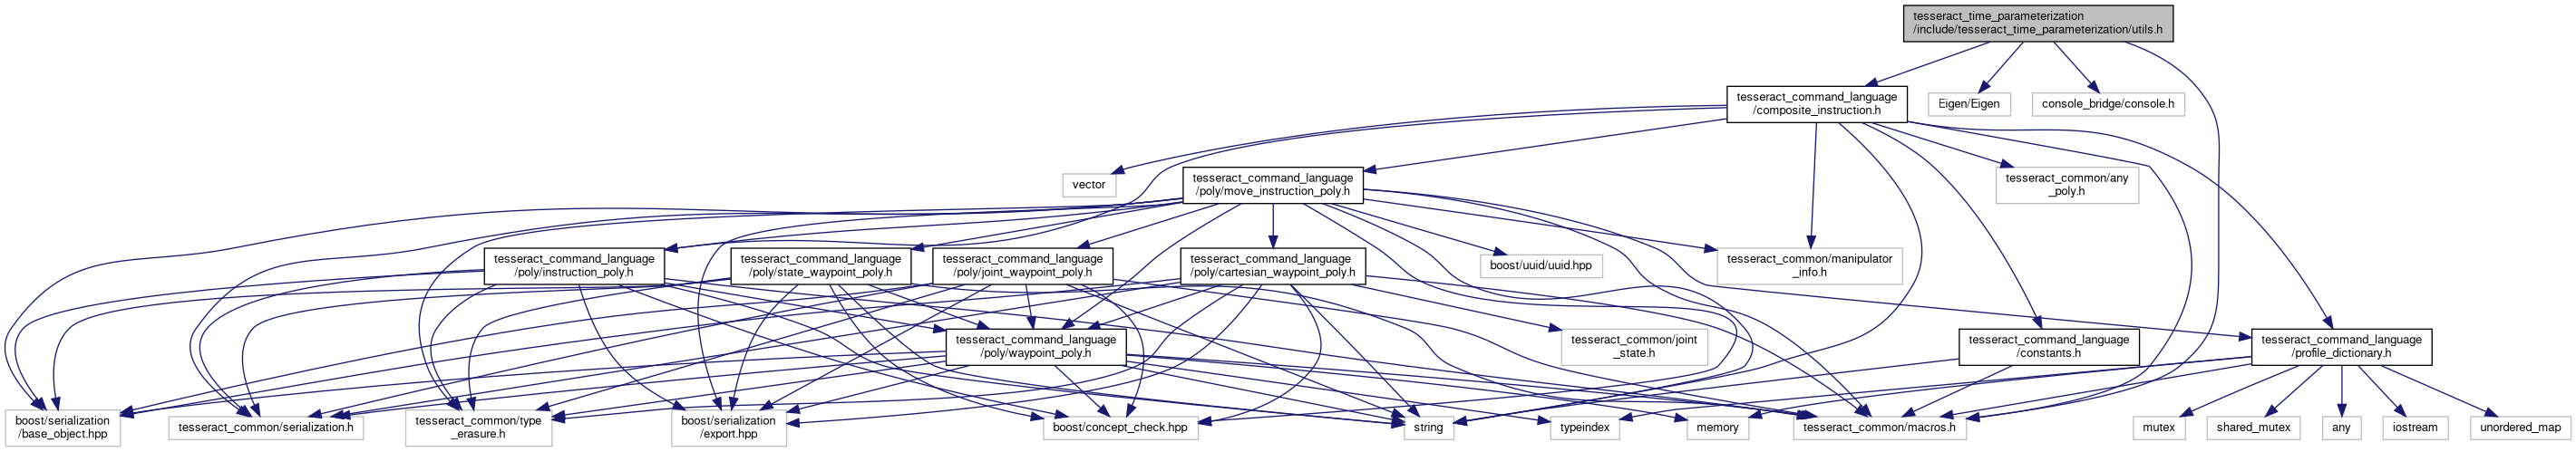 tesseract_time_parameterization
/include/tesseract_time_parameterization/utils.h
tesseract_command_language
/composite_instruction.h
Eigen/Eigen
console_bridge/console.h
vector
tesseract_command_language
/poly/move_instruction_poly.h
tesseract_common/any
_poly.h
tesseract_command_language
/poly/instruction_poly.h
tesseract_command_language
/poly/state_waypoint_poly.h
tesseract_command_language
/poly/joint_waypoint_poly.h
tesseract_command_language
/poly/cartesian_waypoint_poly.h
boost/uuid/uuid.hpp
tesseract_common/manipulator
_info.h
tesseract_command_language
/poly/waypoint_poly.h
tesseract_common/joint
_state.h
tesseract_command_language
/constants.h
tesseract_command_language
/profile_dictionary.h
boost/serialization
/base_object.hpp
tesseract_common/serialization.h
tesseract_common/type
_erasure.h
boost/serialization
/export.hpp
boost/concept_check.hpp
string
typeindex
memory
tesseract_common/macros.h
mutex
shared_mutex
any
iostream
unordered_map